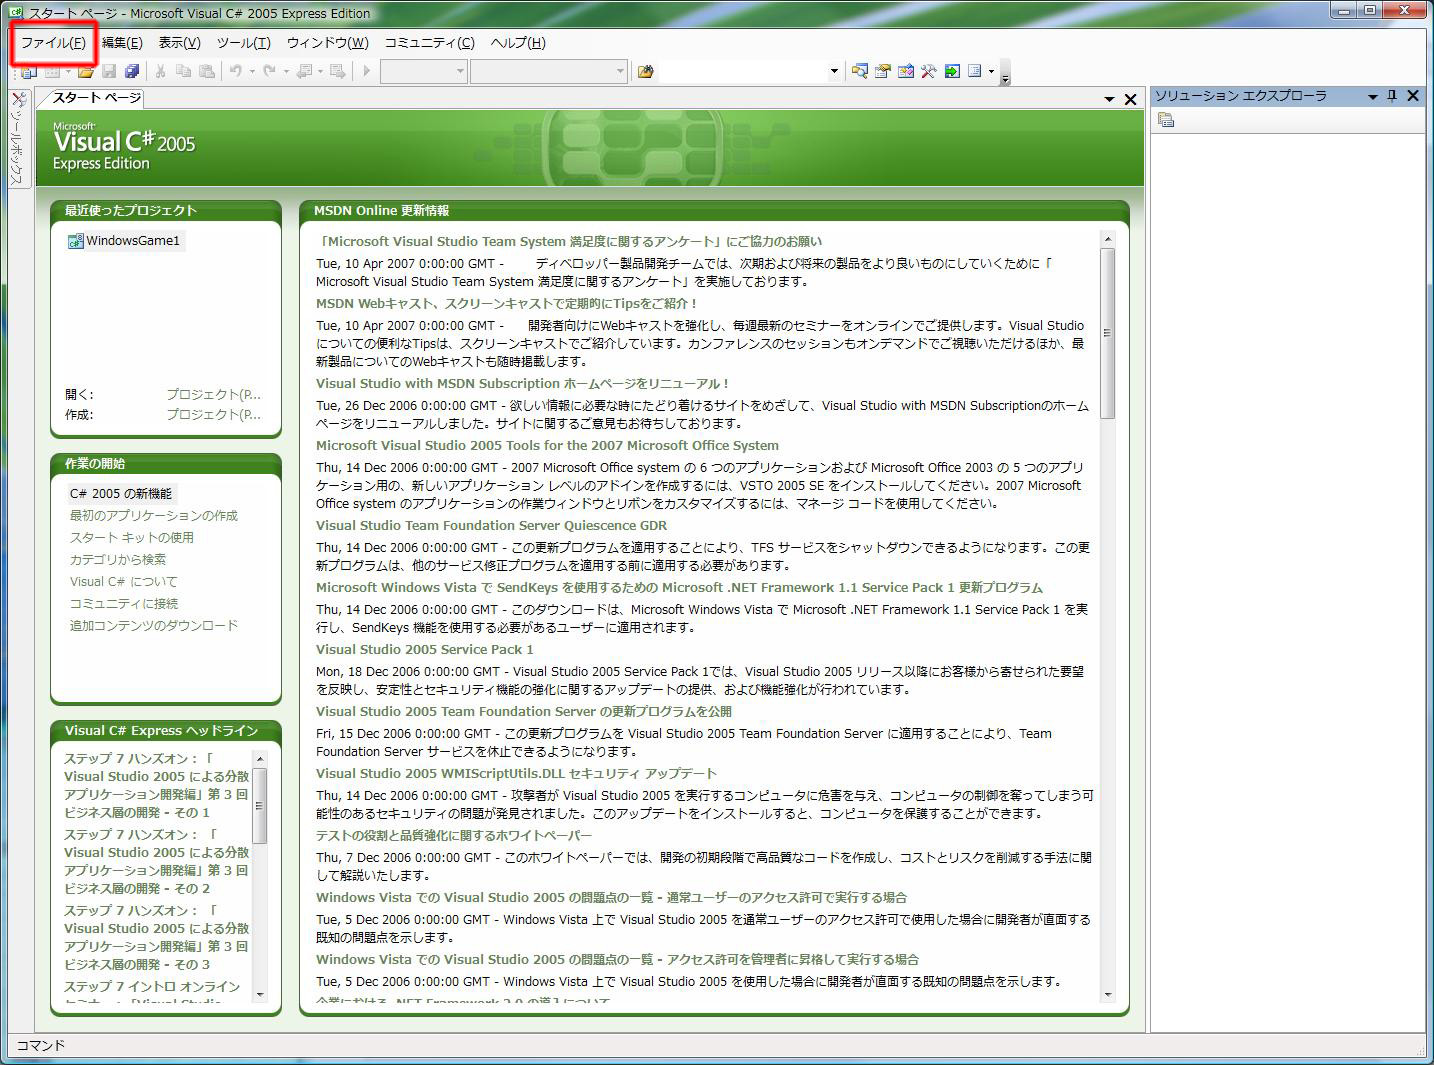 スタート ページ - Microsoft Visual C# 2005 Express Edition
ファイル(F) 編集(E) 表示(V) ツール(T) ウィンドウ(W) コミュニティ(C) ヘルプ(H)
ツールボックス
スタート ページ
Microsoft
Visual C# 2005
Express Edition
最近使ったプロジェクト
WindowsGame1
開く: プロジェクト(P...
作成: プロジェクト(P...
作業の開始
C# 2005 の新機能
最初のアプリケーションの作成
スタート キットの使用
カテゴリから検索
Visual C# について
コミュニティに接続
追加コンテンツのダウンロード
Visual C# Express ヘッドライン
ステップ 7 ハンズオン：「
Visual Studio 2005 による分散
アプリケーション開発編」第 3 回
ビジネス層の開発 - その 1
ステップ 7 ハンズオン： 「
Visual Studio 2005 による分散
アプリケーション開発編」第 3 回
ビジネス層の開発 - その 2
ステップ 7 ハンズオン： 「
Visual Studio 2005 による分散
アプリケーション開発編」第 3 回
ビジネス層の開発 - その 3
ステップ 7 イントロ オンライン
MSDN Online 更新情報
「Microsoft Visual Studio Team System 満足度に関するアンケート」にご協力のお願い
Tue, 10 Apr 2007 0:00:00 GMT - ディベロッパー製品開発チームでは、次期および将来の製品をより良いものにしていくために「
Microsoft Visual Studio Team System 満足度に関するアンケート」を実施しております。
MSDN Webキャスト、スクリーンキャストで定期的にTipsをご紹介！
Tue, 10 Apr 2007 0:00:00 GMT - 開発者向けにWebキャストを強化し、毎週最新のセミナーをオンラインでご提供します。Visual Studio
についての便利なTipsは、スクリーンキャストでご紹介しています。カンファレンスのセッションもオンデマンドでご視聴いただけるほか、最
新製品についてのWebキャストも随時掲載します。
Visual Studio with MSDN Subscription ホームページをリニューアル！
Tue, 26 Dec 2006 0:00:00 GMT - 欲しい情報に必要な時にたどり着けるサイトをめざして、Visual Studio with MSDN Subscriptionのホーム
ページをリニューアルしました。サイトに関するご意見もお待ちしております。
Microsoft Visual Studio 2005 Tools for the 2007 Microsoft Office System
Thu, 14 Dec 2006 0:00:00 GMT - 2007 Microsoft Office system の 6 つのアプリケーションおよび Microsoft Office 2003 の 5 つのアプリ
ケーション用の、新しいアプリケーション レベルのアドインを作成するには、VSTO 2005 SE をインストールしてください。2007 Microsoft
Office system のアプリケーションの作業ウィンドウとリボンをカスタマイズするには、マネージ コードを使用してください。
Visual Studio Team Foundation Server Quiescence GDR
Thu, 14 Dec 2006 0:00:00 GMT - この更新プログラムを適用することにより、TFS サービスをシャットダウンできるようになります。この更
新プログラムは、他のサービス修正プログラムを適用する前に適用する必要があります。
Microsoft Windows Vista で SendKeys を使用するための Microsoft .NET Framework 1.1 Service Pack 1 更新プログラム
Thu, 14 Dec 2006 0:00:00 GMT - このダウンロードは、Microsoft Windows Vista で Microsoft .NET Framework 1.1 Service Pack 1 を実
行し、SendKeys 機能を使用する必要があるユーザーに適用されます。
Visual Studio 2005 Service Pack 1
Mon, 18 Dec 2006 0:00:00 GMT - Visual Studio 2005 Service Pack 1では、Visual Studio 2005 リリース以降にお客様から寄せられた要望
を反映し、安定性とセキュリティ機能の強化に関するアップデートの提供、および機能強化が行われています。
Visual Studio 2005 Team Foundation Server の更新プログラムを公開
Fri, 15 Dec 2006 0:00:00 GMT - この更新プログラムを Visual Studio 2005 Team Foundation Server に適用することにより、Team
Foundation Server サービスを休止できるようになります。
Visual Studio 2005 WMIScriptUtils.DLL セキュリティ アップデート
Thu, 14 Dec 2006 0:00:00 GMT - 攻撃者が Visual Studio 2005 を実行するコンピュータに危害を与え、コンピュータの制御を奪ってしまう可
能性のあるセキュリティの問題が発見されました。このアップデートをインストールすると、コンピュータを保護することができます。
テストの役割と品質強化に関するホワイトペーパー
Thu, 7 Dec 2006 0:00:00 GMT - このホワイトペーパーでは、開発の初期段階で高品質なコードを作成し、コストとリスクを削減する手法に関
して解説いたします。
Windows Vista での Visual Studio 2005 の問題点の一覧 - 通常ユーザーのアクセス許可で実行する場合
Tue, 5 Dec 2006 0:00:00 GMT - Windows Vista 上で Visual Studio 2005 を通常ユーザーのアクセス許可で使用した場合に開発者が直面する
既知の問題点を示します。
Windows Vista での Visual Studio 2005 の問題点の一覧 - アクセス許可を管理者に昇格して実行する場合
Tue, 5 Dec 2006 0:00:00 GMT - Windows Vista 上で Visual Studio 2005 を使用した場合に開発者が直面する既知の問題点を示します。
企業における .NET Framework 2.0 の導入について
ソリューション エクスプローラ
コマンド